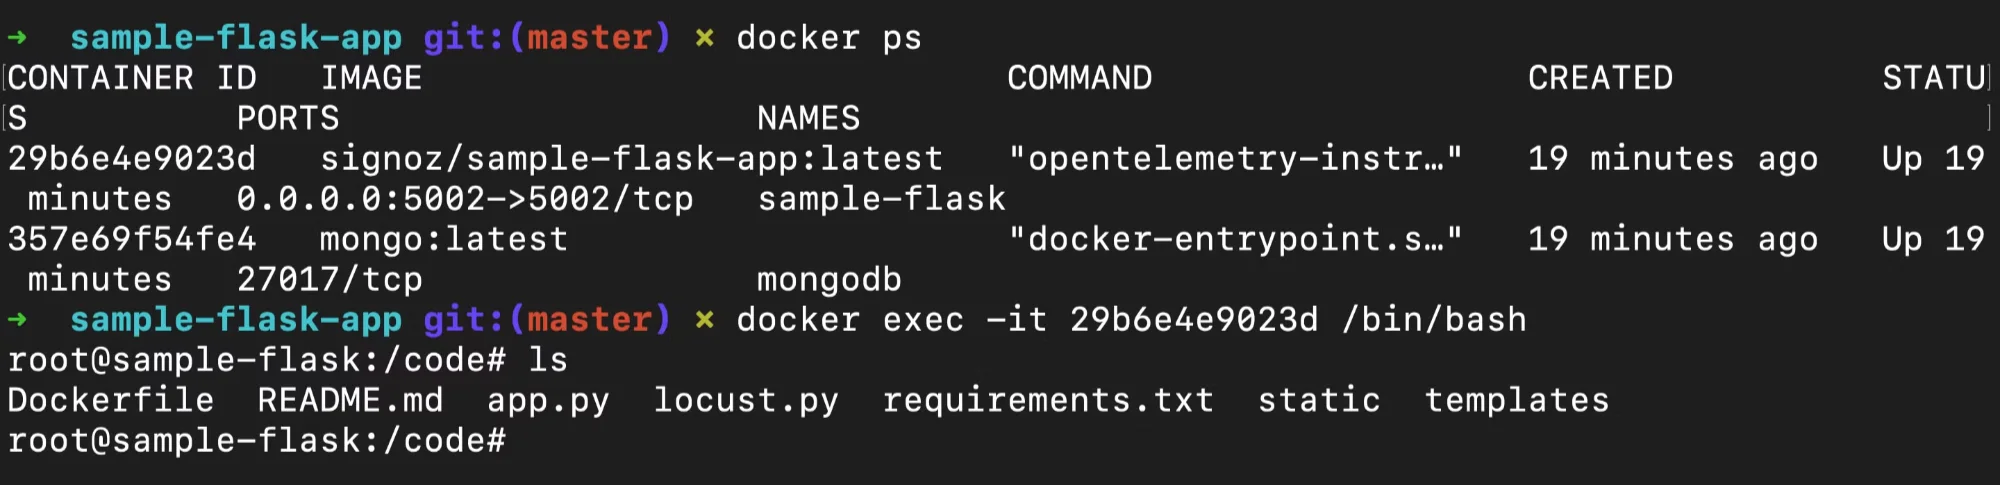 → sample-flask-app git:(master) × docker ps
CONTAINER ID   IMAGE                            COMMAND                  CREATED          STATU
S          PORTS                    NAMES
29b6e4e9023d   signoz/sample-flask-app:latest   "opentelemetry-instr…"   19 minutes ago   Up 19
 minutes   0.0.0.0:5002->5002/tcp   sample-flask
357e69f54fe4   mongo:latest                     "docker-entrypoint.s…"   19 minutes ago   Up 19
 minutes   27017/tcp                mongodb
→ sample-flask-app git:(master) × docker exec -it 29b6e4e9023d /bin/bash
root@sample-flask:/code# ls
Dockerfile  README.md  app.py  locust.py  requirements.txt  static  templates
root@sample-flask:/code#